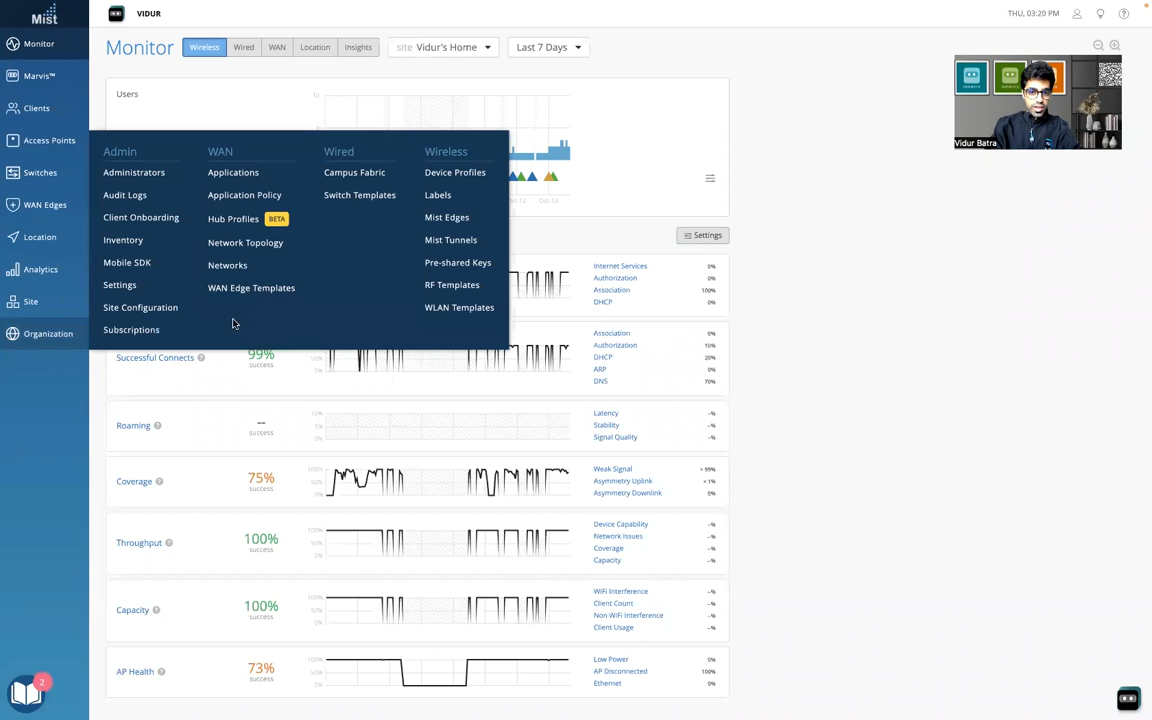 Mist
VIDUR
THU, 03:20 PM
Monitor
Marvis™
Clients
Access Points
Switches
WAN Edges
Location
Analytics
Site
Organization
2
Monitor
Wireless
Wired
WAN
Location
Insights
site Vidur's Home
Last 7 Days
Vidur Batra
Users
Oct 12
Oct 13
Settings
Admin
Administrators
Audit Logs
Client Onboarding
Inventory
Mobile SDK
Settings
Site Configuration
Subscriptions
WAN
Applications
Application Policy
Hub Profiles BETA
Network Topology
Networks
WAN Edge Templates
Wired
Campus Fabric
Switch Templates
Wireless
Device Profiles
Labels
Mist Edges
Mist Tunnels
Pre-shared Keys
RF Templates
WLAN Templates
Internet Services 0%
Authorization 0%
Association 100%
DHCP 0%
Successful Connects
99%
success
Association 0%
Authorization 10%
DHCP 20%
ARP 0%
DNS 70%
Roaming
--
success
Latency --%
Stability --%
Signal Quality --%
Coverage
75%
success
Weak Signal > 99%
Asymmetry Uplink < 1%
Asymmetry Downlink 0%
Throughput
100%
success
Device Capability --%
Network Issues --%
Coverage --%
Capacity --%
Capacity
100%
success
WiFi Interference --%
Client Count --%
Non WiFi Interference --%
Client Usage --%
AP Health
73%
success
Low Power 0%
AP Disconnected 100%
Ethernet 0%